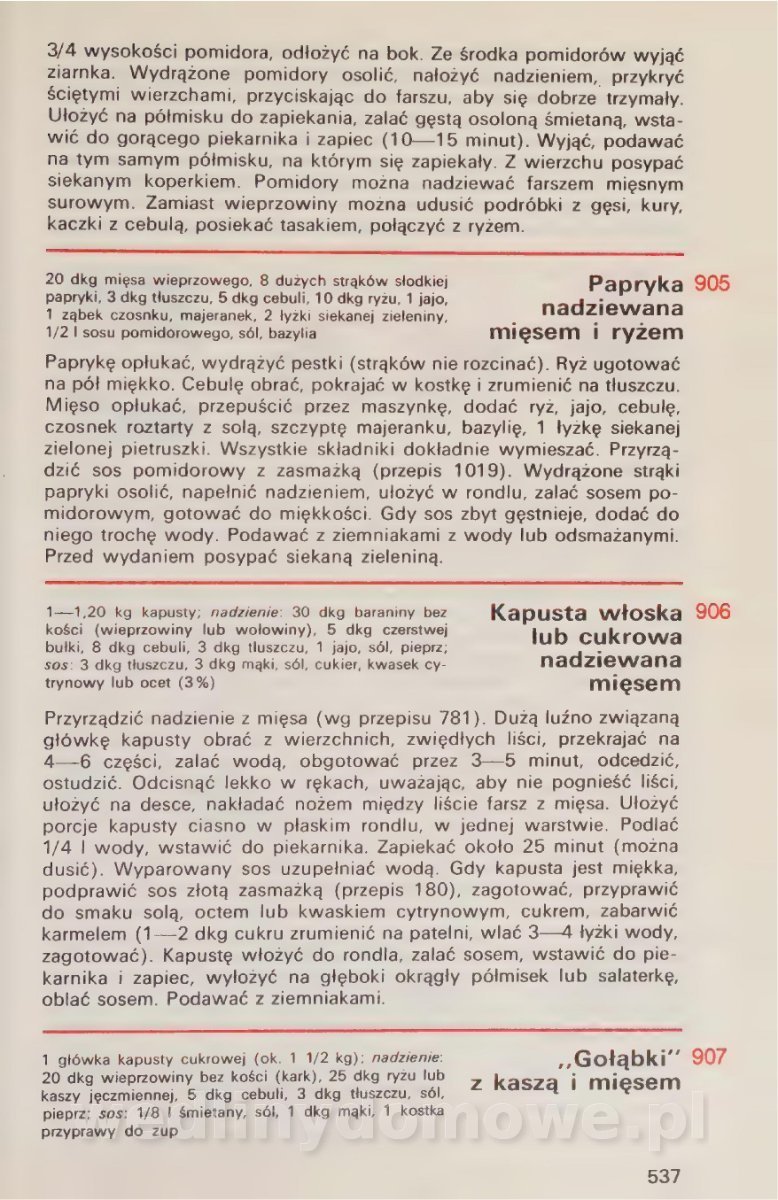 3/4 wysokości pomidora, odłożyć na bok. Ze środka pomidorów wyjąć
ziarnka. Wydrążone pomidory osolić, nałożyć nadzieniem, przykryć
ściętymi wierzchami, przyciskając do farszu, aby się dobrze trzymały.
Ułożyć na półmisku do zapiekania, zalać gęstą osoloną śmietaną, wsta-
wić do gorącego piekarnika i zapiec (10—15 minut). Wyjąć, podawać
na tym samym półmisku, na którym się zapiekały. Z wierzchu posypać
siekanym koperkiem. Pomidory można nadziewać farszem mięsnym
surowym. Zamiast wieprzowiny można udusić podróbki z gęsi, kury,
kaczki z cebulą, posiekać tasakiem, połączyć z ryżem.
20 dkg mięsa wieprzowego, 8 dużych strąków słodkiej
papryki, 3 dkg tłuszczu, 5 dkg cebuli, 10 dkg ryżu, 1 jajo,
1 ząbek czosnku, majeranek, 2 łyżki siekanej zieleniny,
1/2 l sosu pomidorowego, sól, bazylia
Papryka 905
nadziewana
mięsem i ryżem
Paprykę opłukać, wydrążyć pestki (strąków nie rozcinać). Ryż ugotować
na pół miękko. Cebulę obrać, pokrajać w kostkę i zrumienić na tłuszczu.
Mięso opłukać, przepuścić przez maszynkę, dodać ryż, jajo, cebulę,
czosnek roztarty z solą, szczyptę majeranku, bazylię, 1 łyżkę siekanej
zielonej pietruszki. Wszystkie składniki dokładnie wymieszać. Przyrzą-
dzić sos pomidorowy z zasmażką (przepis 1019). Wydrążone strąki
papryki osolić, napełnić nadzieniem, ułożyć w rondlu, zalać sosem po-
midorowym, gotować do miękkości. Gdy sos zbyt gęstnieje, dodać do
niego trochę wody. Podawać z ziemniakami z wody lub odsmażanymi.
Przed wydaniem posypać siekaną zieleniną.
1—1,20 kg kapusty; nadzienie: 30 dkg baraniny bez
kości (wieprzowiny lub wołowiny), 5 dkg czerstwej
bułki, 8 dkg cebuli, 3 dkg tłuszczu, 1 jajo, sól, pieprz;
sos: 3 dkg tłuszczu, 3 dkg mąki, sól, cukier, kwasek cy-
trynowy lub ocet (3%)
Kapusta włoska 906
lub cukrowa
nadziewana
mięsem
Przyrządzić nadzienie z mięsa (wg przepisu 781). Dużą luźno związaną
główkę kapusty obrać z wierzchnich, zwiędłych liści, przekrajać na
4—6 części, zalać wodą, obgotować przez 3—5 minut, odcedzić,
ostudzić. Odcisnąć lekko w rękach, uważając, aby nie pognieść liści,
ułożyć na desce, nakładać nożem między liście farsz z mięsa. Ułożyć
porcje kapusty ciasno w płaskim rondlu, w jednej warstwie. Podlać
1/4 l wody, wstawić do piekarnika. Zapiekać około 25 minut (można
dusić). Wyparowany sos uzupełniać wodą. Gdy kapusta jest miękka,
podprawić sos złotą zasmażką (przepis 180), zagotować, przyprawić
do smaku solą, octem lub kwaskiem cytrynowym, cukrem, zabarwić
karmelem (1—2 dkg cukru zrumienić na patelni, wlać 3—4 łyżki wody,
zagotować). Kapustę włożyć do rondla, zalać sosem, wstawić do pie-
karnika i zapiec, wyłożyć na głęboki okrągły półmisek lub salaterkę,
oblać sosem. Podawać z ziemniakami.
1 główka kapusty cukrowej (ok. 1 1/2 kg); nadzienie:
20 dkg wieprzowiny bez kości (kark), 25 dkg ryżu lub
kaszy jęczmiennej, 5 dkg cebuli, 3 dkg tłuszczu, sól,
pieprz; sos: 1/8 l śmietany, sól, 1 dkg mąki, 1 kostka
przyprawy do zup
,,Gołąbki" 907
z kaszą i mięsem
wedlinydomowe.pl
537